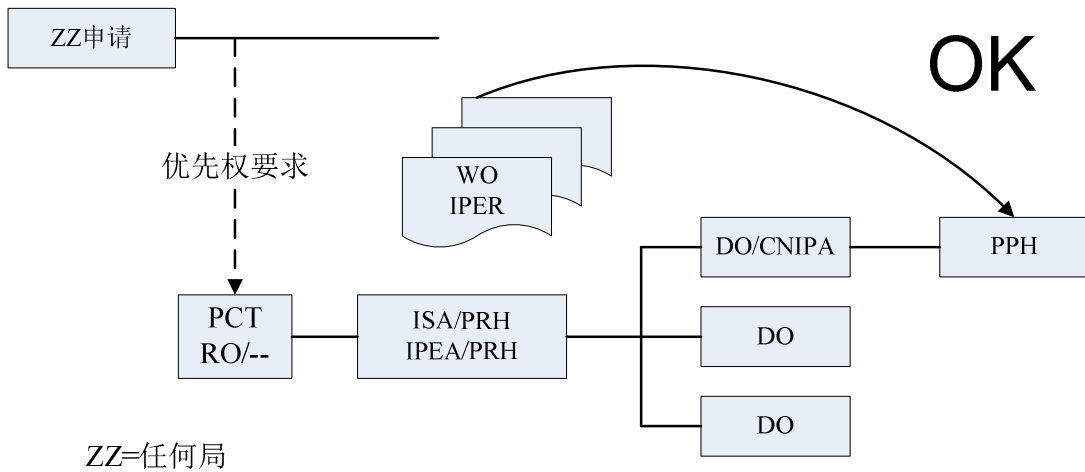 ZZ申请
OK
优先权要求
WO
IPER
DO/CNIPA
PPH
PCT
RO/--
ISA/PRH
IPEA/PRH
DO
DO
ZZ=任何局